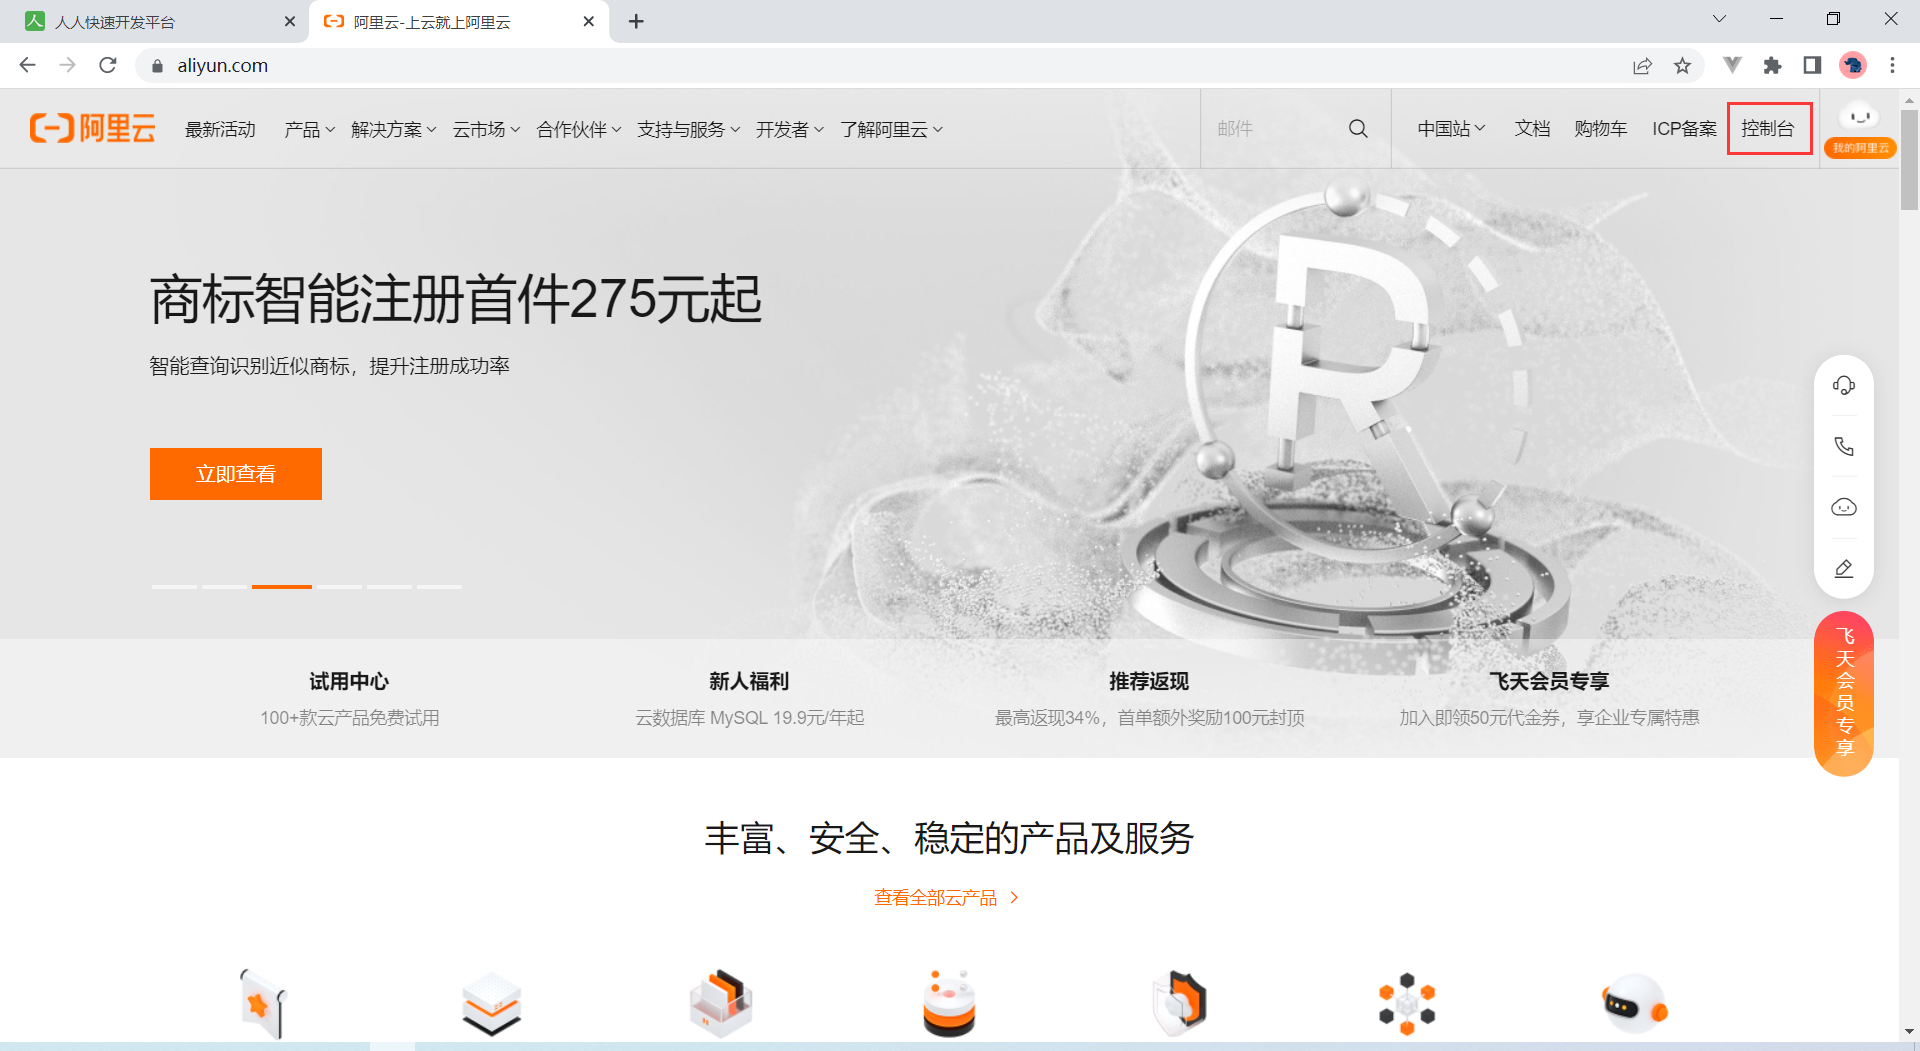 人人快速开发平台
阿里云-上云就上阿里云
aliyun.com
阿里云
最新活动 产品 解决方案 云市场 合作伙伴 支持与服务 开发者 了解阿里云
邮件
中国站 文档 购物车 ICP备案 控制台
我的阿里云
商标智能注册首件275元起
智能查询识别近似商标，提升注册成功率
立即查看
R
飞天会员专享
试用中心
100+款云产品免费试用
新人福利
云数据库 MySQL 19.9元/年起
推荐返现
最高返现34%，首单额外奖励100元封顶
飞天会员专享
加入即领50元代金券，享企业专属特惠
丰富、安全、稳定的产品及服务
查看全部云产品